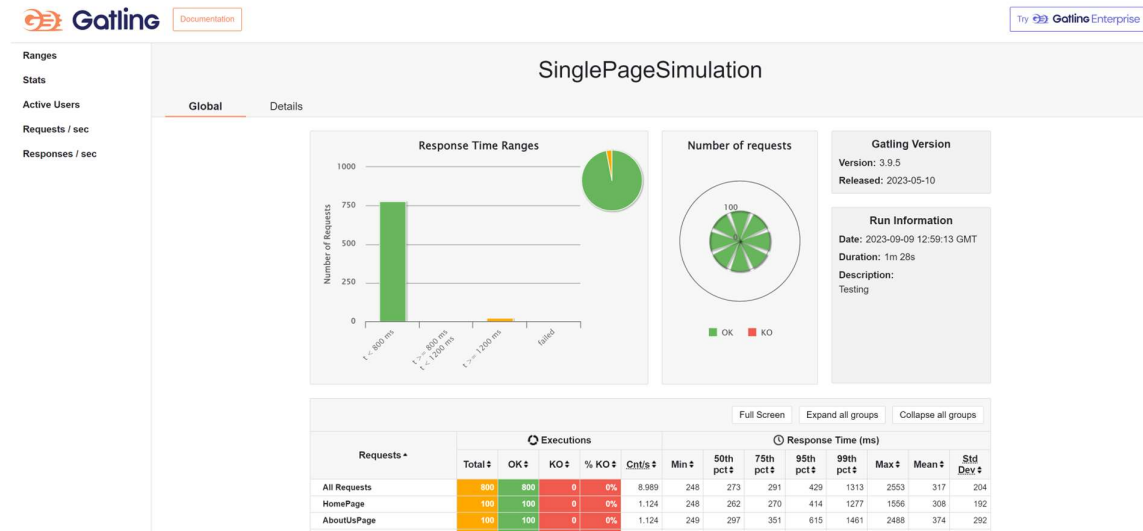 Gatling
Documentation
Try Gatling Enterprise
Ranges
Stats
Active Users
Requests / sec
Responses / sec
SinglePageSimulation
Global Details
Response Time Ranges
1000
750
500
250
0
Number of Requests
t < 800 ms
t >= 800 ms
t < 1200 ms
t >= 1200 ms
failed
Number of requests
100
0
OK KO
Gatling Version
Version: 3.9.5
Released: 2023-05-10
Run Information
Date: 2023-09-09 12:59:13 GMT
Duration: 1m 28s
Description:
Testing
Full Screen Expand all groups Collapse all groups
Requests Executions Response Time (ms)
Total OK KO % KO Cnt/s Min 50th pct 75th pct 95th pct 99th pct Max Mean Std Dev
All Requests 800 800 0 0% 8.989 248 273 291 429 1313 2553 317 204
HomePage 100 100 0 0% 1.124 248 262 270 414 1277 1556 308 192
AboutUsPage 100 100 0 0% 1.124 249 297 351 615 1461 2488 374 292